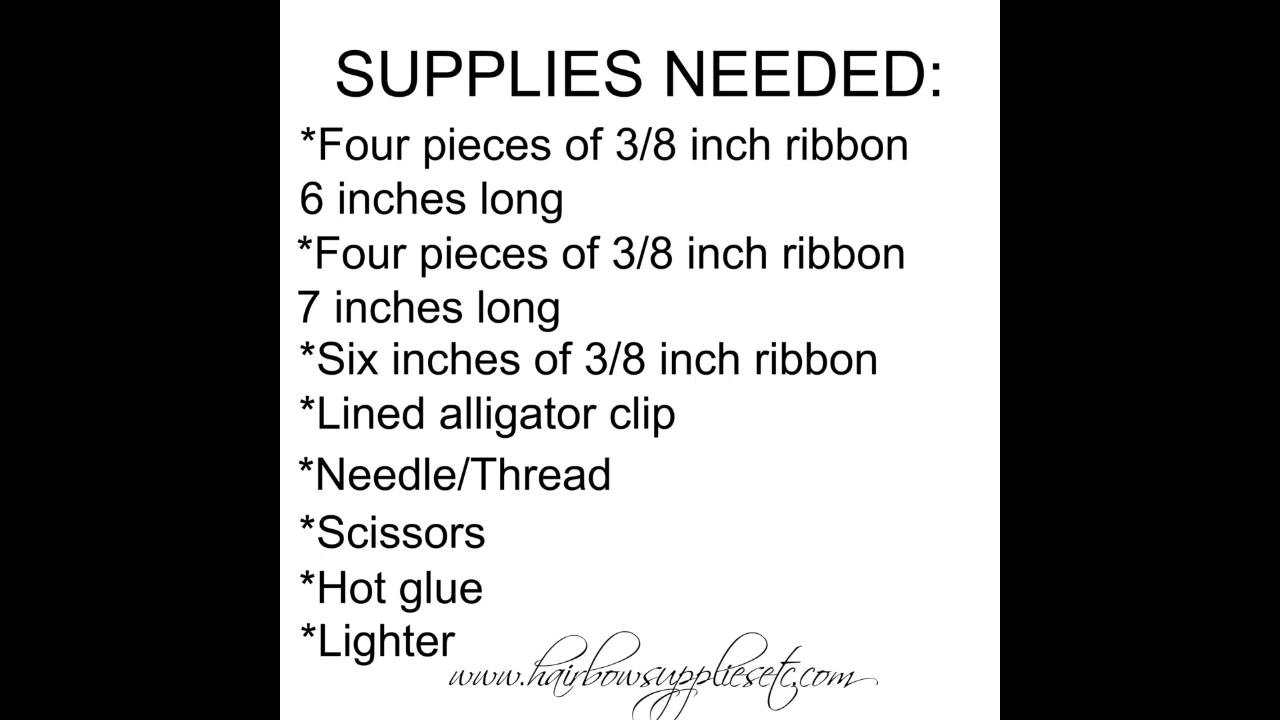 SUPPLIES NEEDED:
*Four pieces of 3/8 inch ribbon
6 inches long
*Four pieces of 3/8 inch ribbon
7 inches long
*Six inches of 3/8 inch ribbon
*Lined alligator clip
*Needle/Thread
*Scissors
*Hot glue
*Lighter
www.hairbowsuppliesetc.com